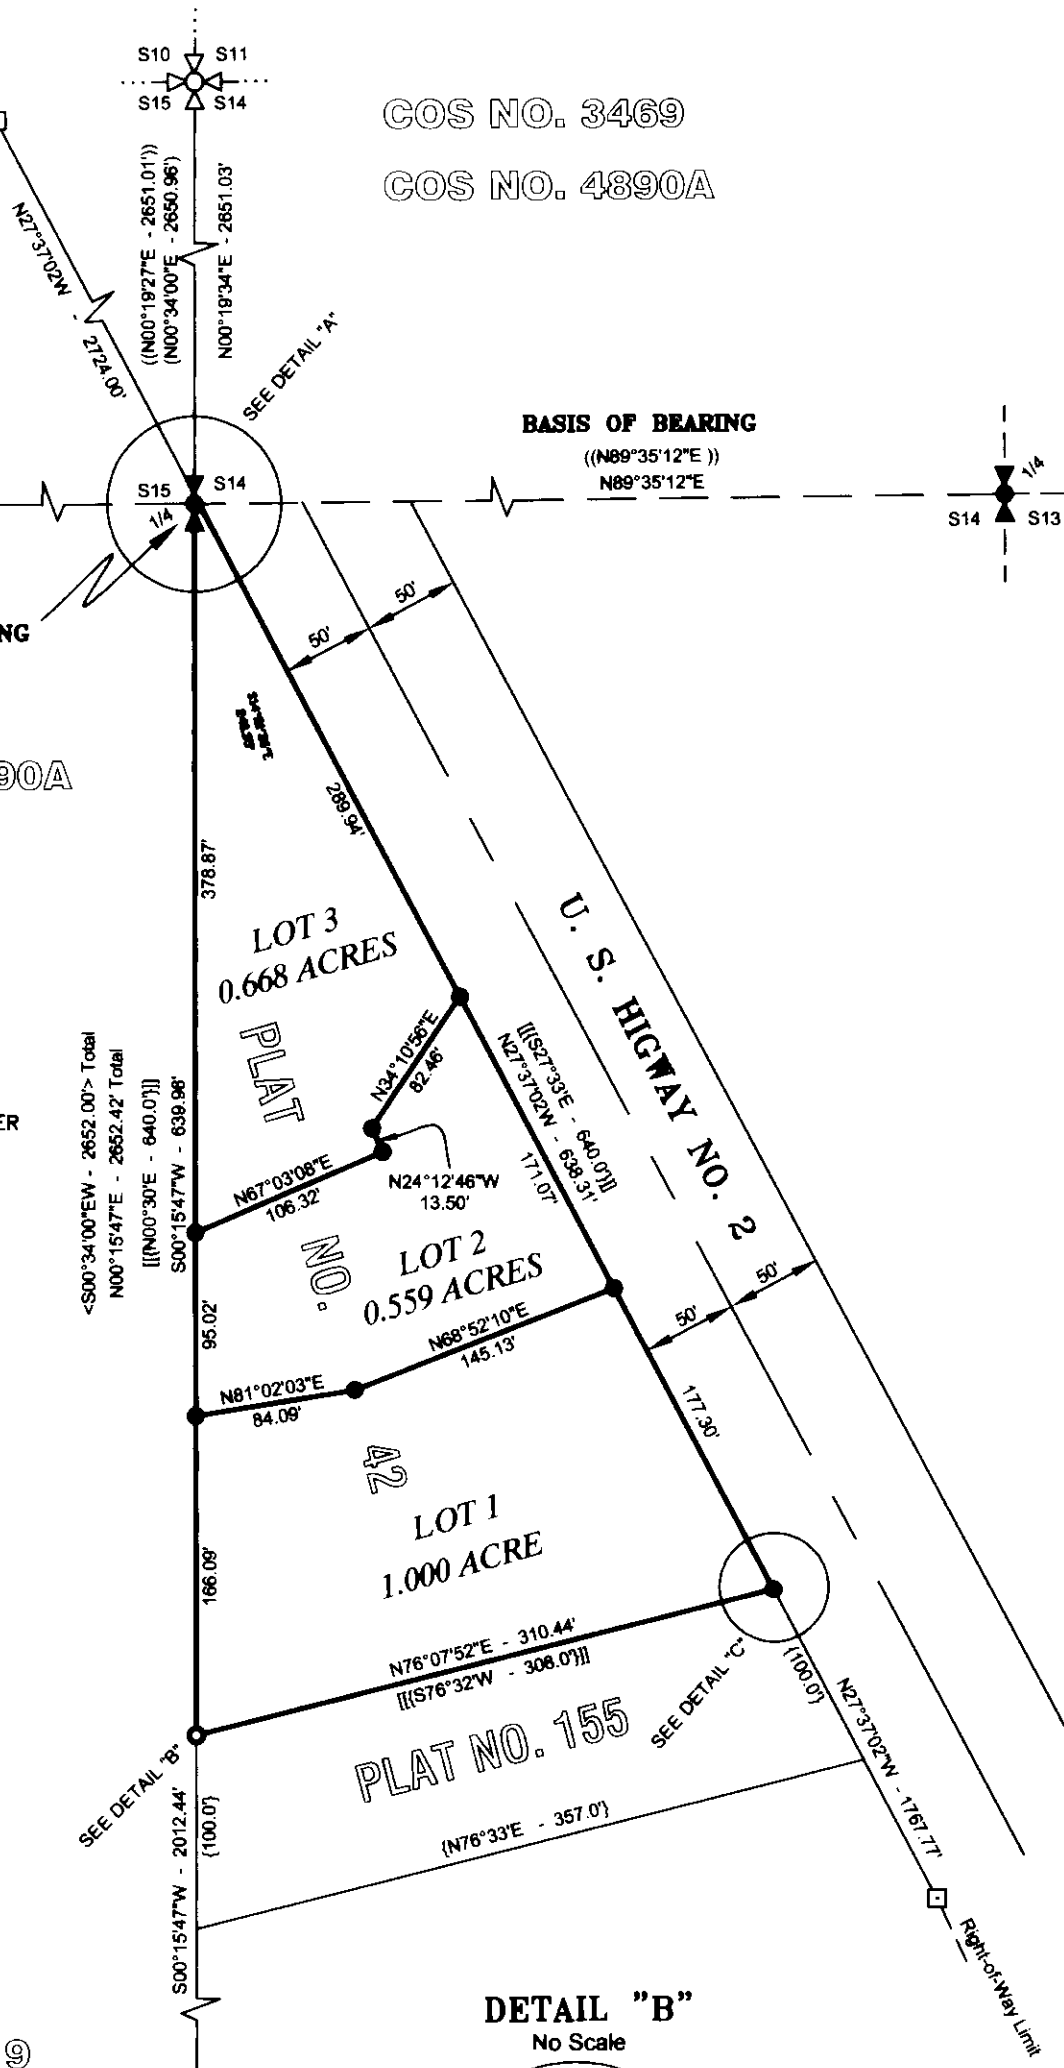 S10 S11
S15 S14
COS NO. 3469
COS NO. 4890A
((N00°19'27"E - 2651.01'))
(N00°34'00"E - 2650.96')
N00°19'34"E - 2651.03'
N27°37'02W - 2724.00'
SEE DETAIL "A"
BASIS OF BEARING
((N89°35'12"E ))
N89°35'12"E
S15 S14
1/4
1/4
S14 S13
NG
50'
50'
90A
289.94'
378.87'
LOT 3
0.668 ACRES
U. S. HIGWAY NO. 2
PLAT NO. 42
N34°10'56"E
82.46'
[[(S27°33'E - 640.0')]]
N27°37'02W - 638.31'
171.07'
<S00°34'00"EW - 2652.00'> Total
N00°15'47"E - 2652.42' Total
[[(N00°30'E - 640.0')]]
S00°15'47"W - 639.98'
ER
N67°03'08"E
106.32'
N24°12'46"W
13.50'
LOT 2
0.559 ACRES
N68°52'10"E
145.13'
95.02'
N81°02'03"E
84.09'
50'
50'
177.30'
LOT 1
1.000 ACRE
166.09'
N76°07'52"E - 310.44'
[[(S76°32'W - 308.0')]]
SEE DETAIL "C"
{100.0'}
N27°37'02"W - 1767.77'
PLAT NO. 155
SEE DETAIL "B"
S00°15'47"W - 2012.44'
{100.0'}
{N76°33'E - 357.0'}
Right-of-Way Limit
DETAIL "B"
No Scale
9